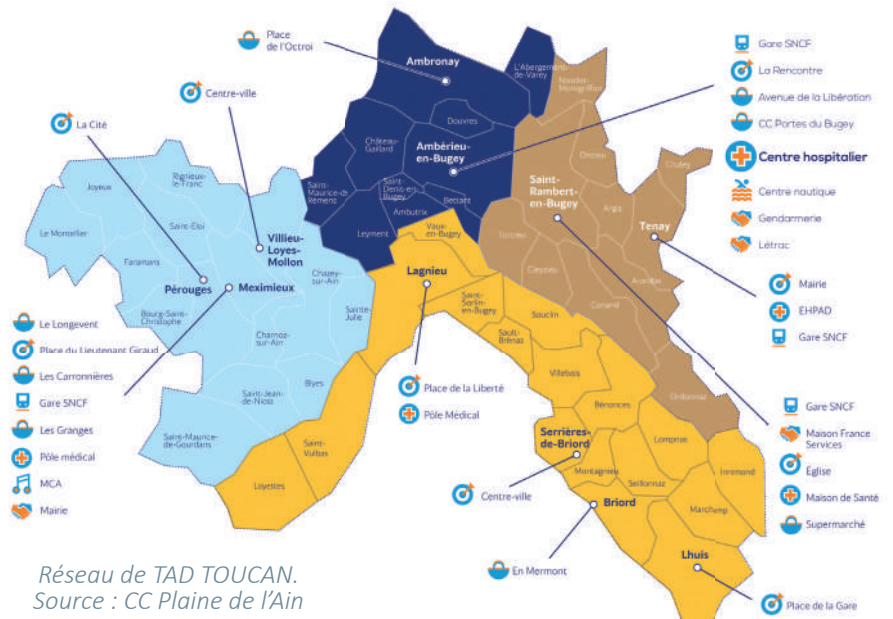 Place
de l'Octroi
Centre-ville
La Cité
Ambronay
L'Abergement-
de-Varey
Douvres
Château-
Gaillard
Ambérieu-
en-Bugey
Saint-
Denis-en-
Bugey
Saint-
Maurice-de-
Rémens
Ambutrix
Bettant
Leyment
Vaux-
en-Bugey
Gare SNCF
La Rencontre
Avenue de la Libération
CC Portes du Bugey
Centre hospitalier
Centre nautique
Gendarmerie
Létrac
Nivollet-
Montgriffon
Oncieu
Chaley
Saint-
Rambert-
en-Bugey
Argis
Tenay
Torcieu
Cleyzieu
Arandas
Conand
Ordonnaz
Mairie
EHPAD
Gare SNCF
Joyeux
Rignieux-
le-Franc
Le Montellier
Saint-Eloi
Faramans
Villieu-
Loyes-
Mollon
Pérouges
Meximieux
Chazey-
sur-Ain
Bourg-Saint-
Christophe
Sainte-
Julie
Charnoz-
sur-Ain
Saint-Jean-
de-Niost
Blyes
Saint-Maurice-
de-Gourdans
Le Longevent
Place du Lieutenant Giraud
Les Carronnières
Gare SNCF
Les Granges
Pôle médical
MCA
Mairie
Lagnieu
Saint-
Sorlin-en-
Bugey
Souclin
Sault-
Brénaz
Villebois
Saint-
Vulbas
Loyettes
Bénonces
Serrières-
de-Briord
Lompnas
Montagnieu
Seillonnaz
Innimond
Marchamp
Briord
Lhuis
Place de la Liberté
Pôle Médical
Centre-ville
En Mermont
Place de la Gare
Gare SNCF
Maison France
Services
Eglise
Maison de Santé
Supermarché
Réseau de TAD TOUCAN.
Source : CC Plaine de l'Ain